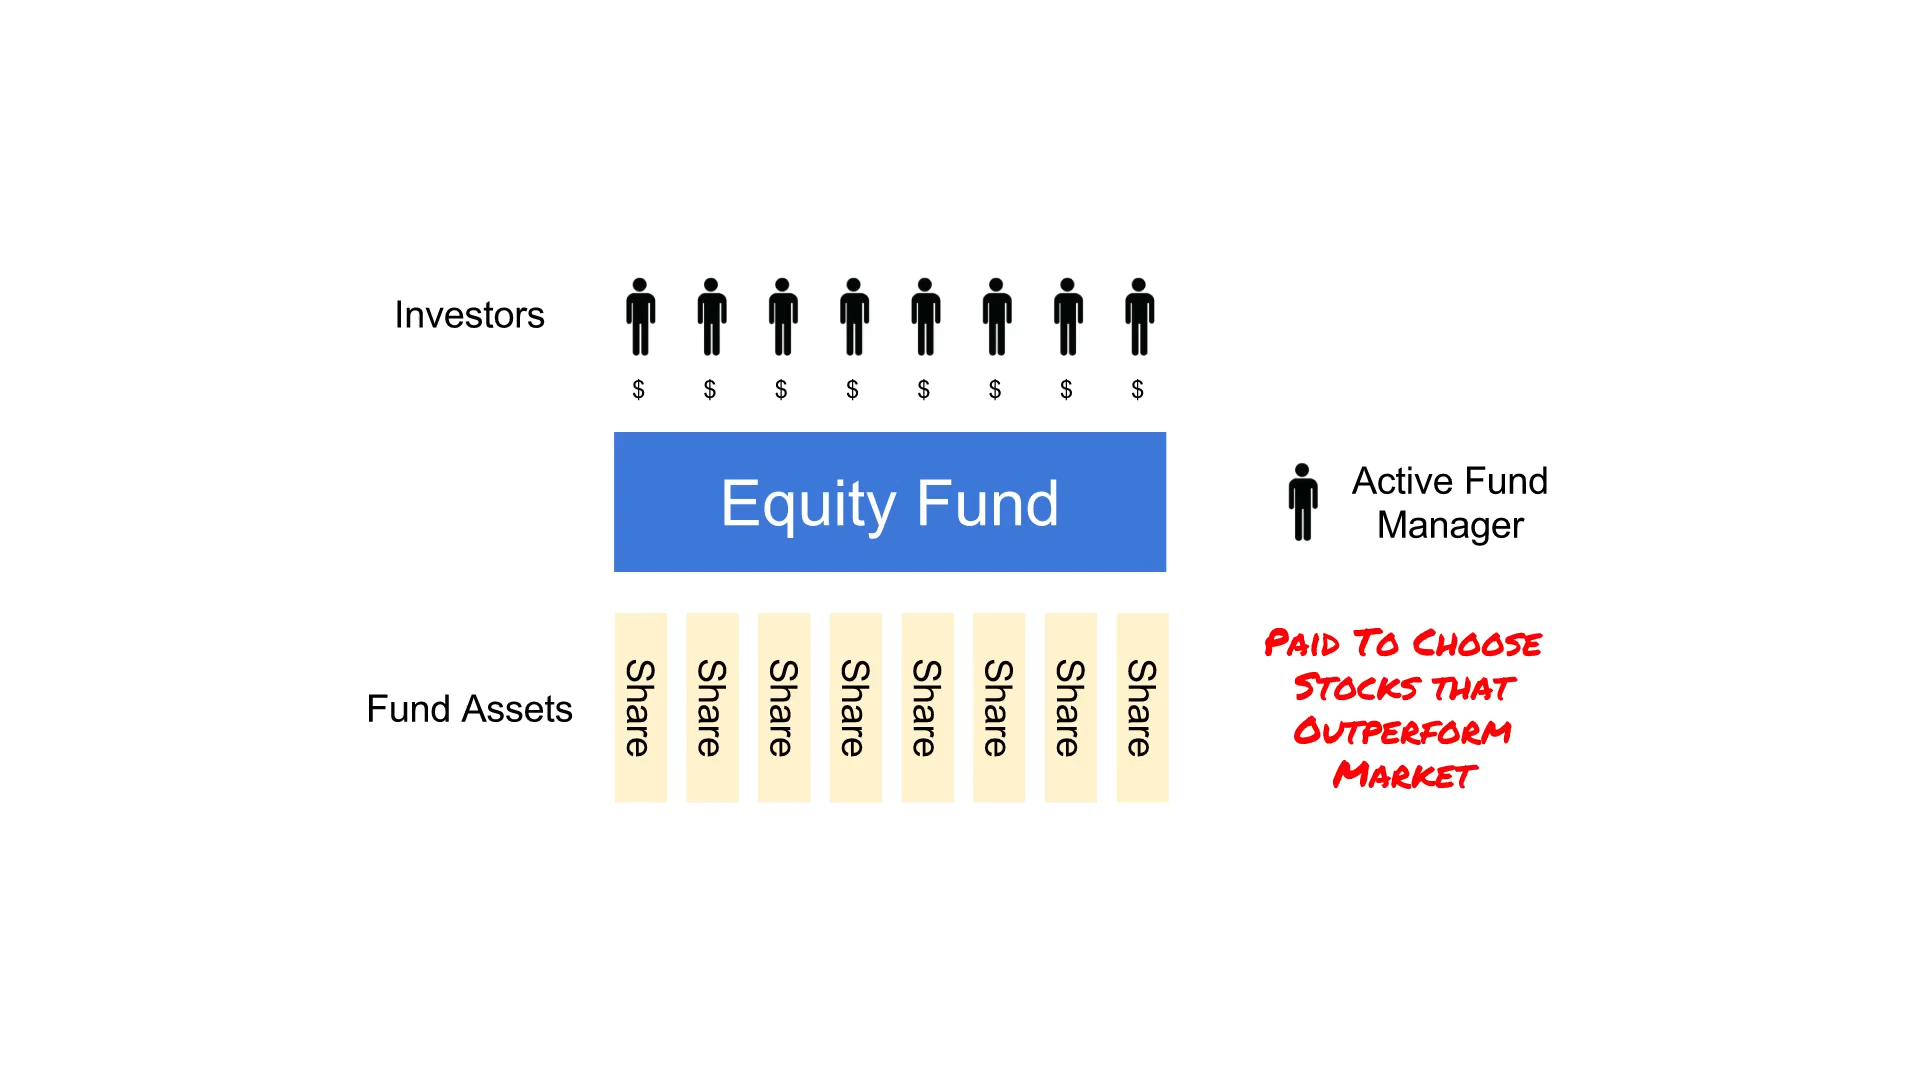 Investors
$ $ $ $ $ $ $ $
Equity Fund
Active Fund
Manager
Fund Assets
Share Share Share Share Share Share Share Share
Paid To Choose
Stocks that
Outperform
Market